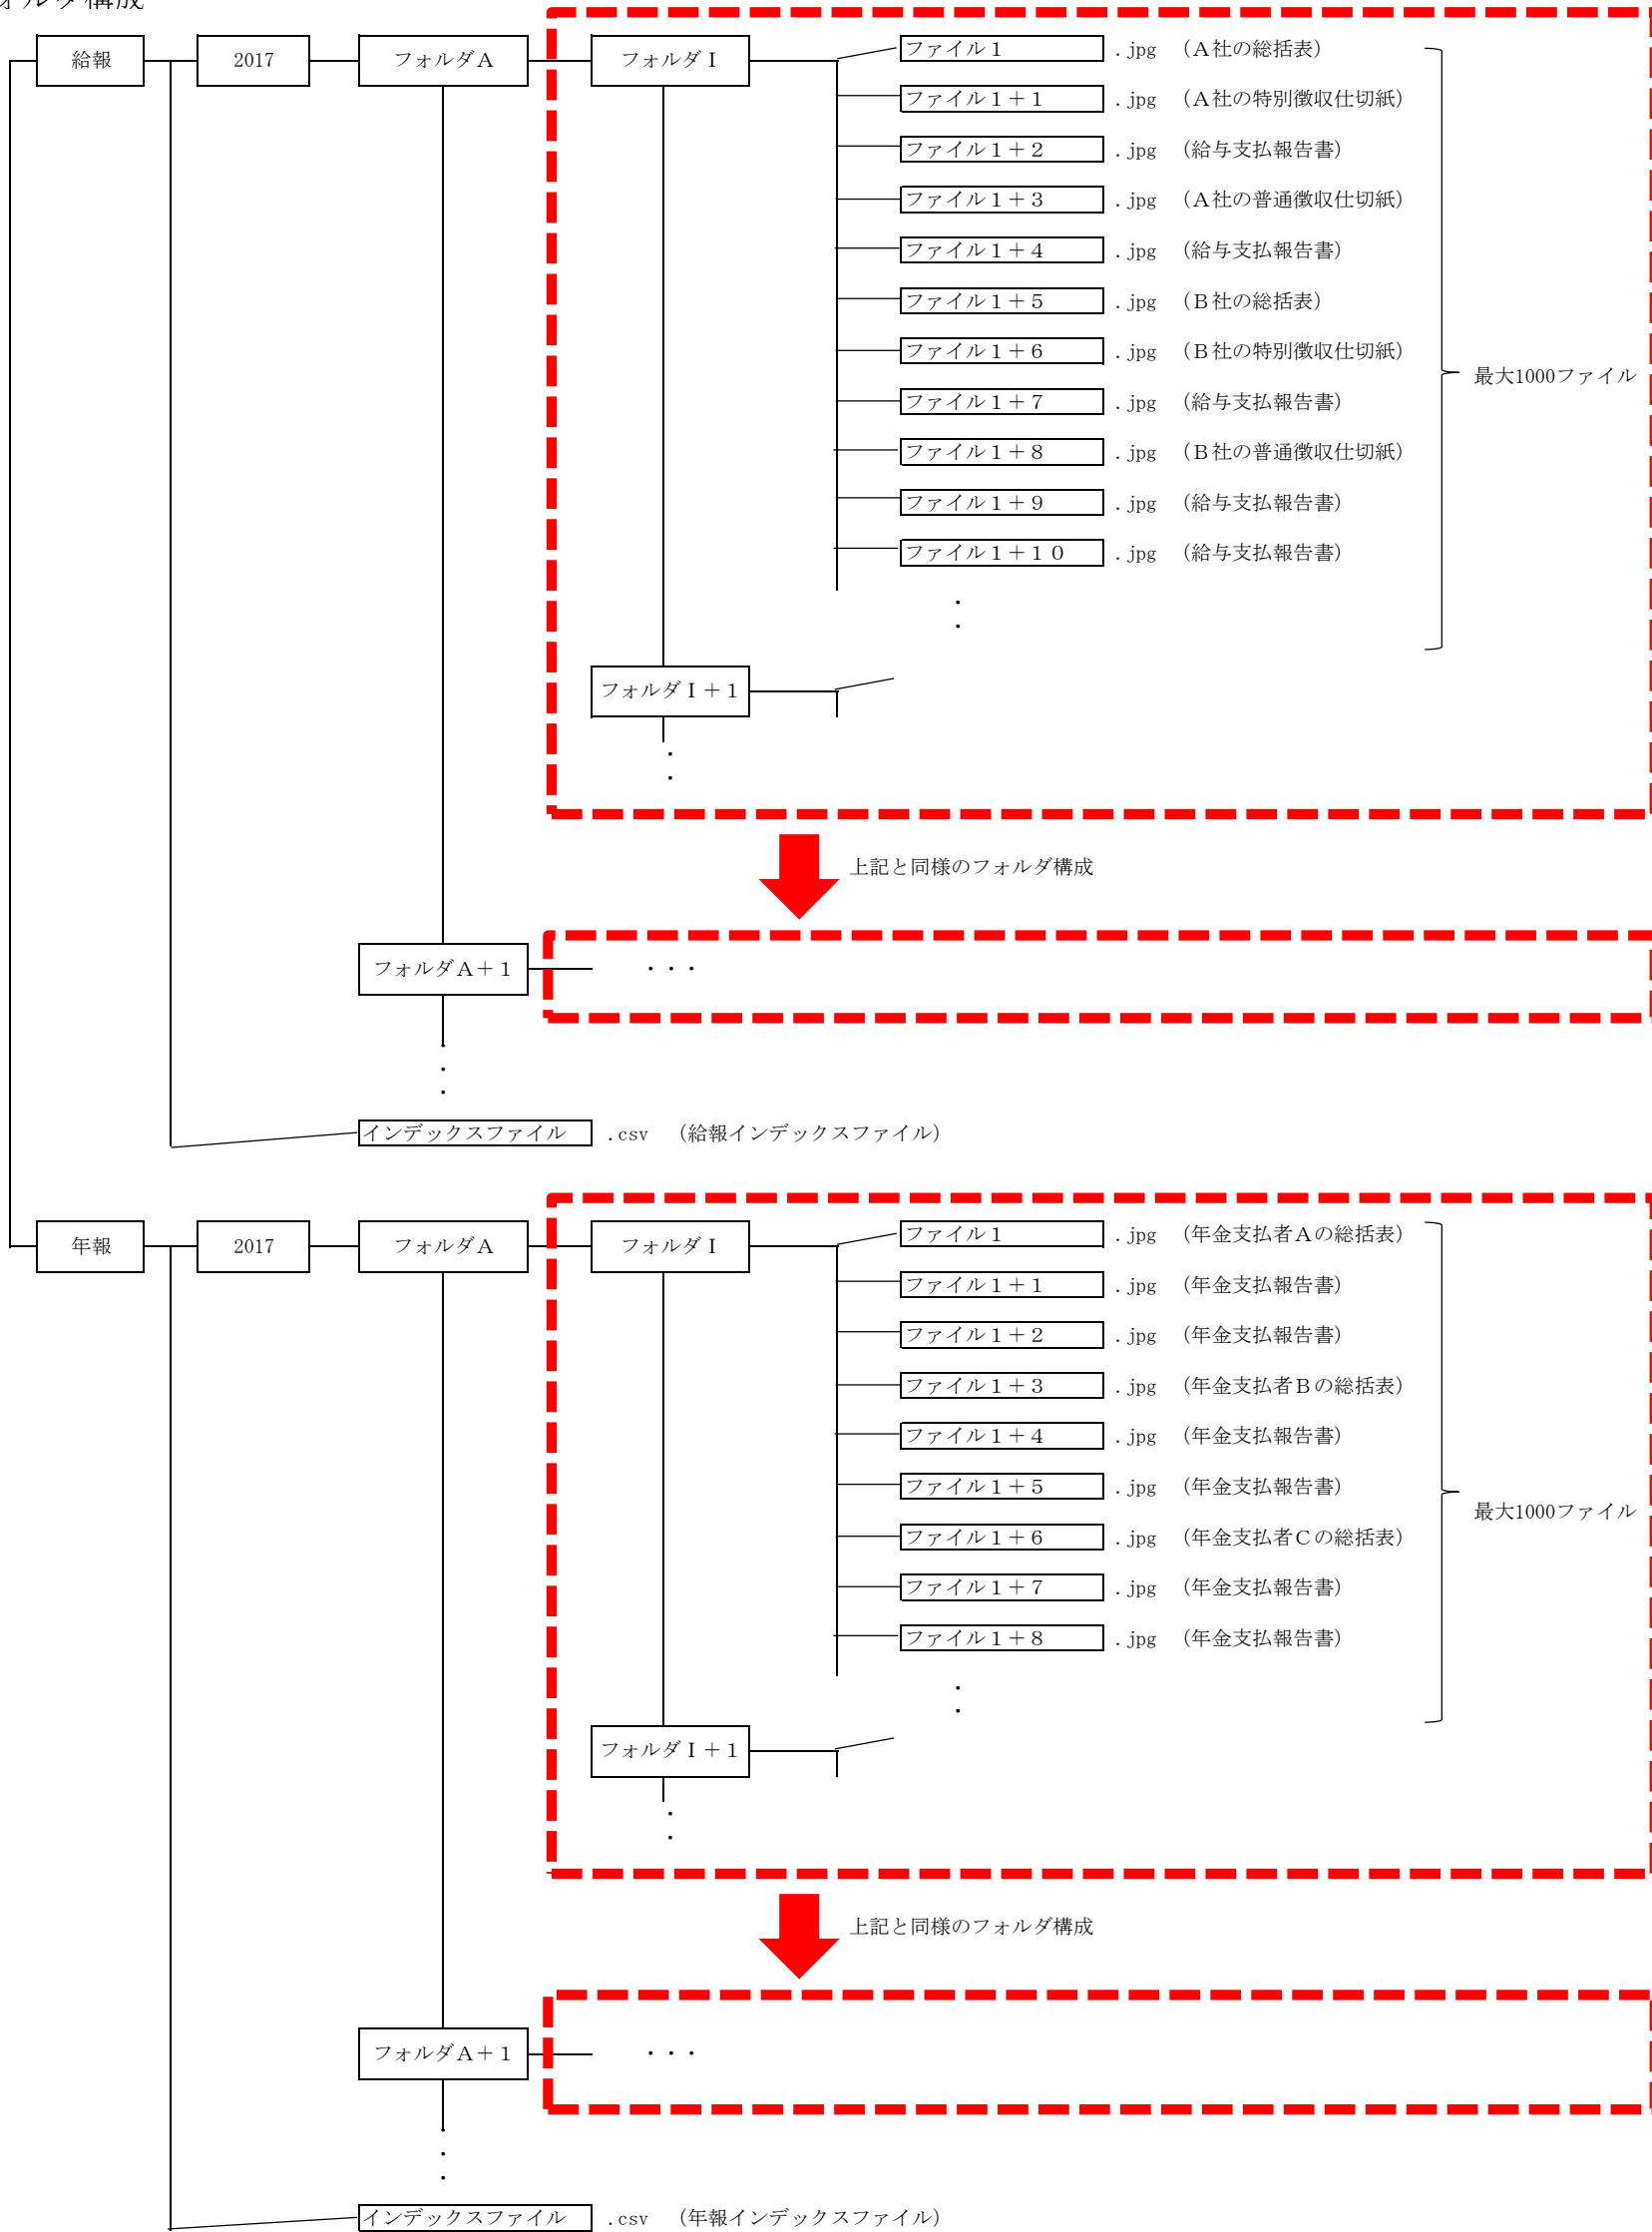 フォルダ構成
給報 2017 フォルダA フォルダⅠ ファイル1 .jpg （A社の総括表）
ファイル1＋1 .jpg （A社の特別徴収仕切紙）
ファイル1＋2 .jpg （給与支払報告書）
ファイル1＋3 .jpg （A社の普通徴収仕切紙）
ファイル1＋4 .jpg （給与支払報告書）
ファイル1＋5 .jpg （B社の総括表）
ファイル1＋6 .jpg （B社の特別徴収仕切紙）
最大1000ファイル
ファイル1＋7 .jpg （給与支払報告書）
ファイル1＋8 .jpg （B社の普通徴収仕切紙）
ファイル1＋9 .jpg （給与支払報告書）
ファイル1＋10 .jpg （給与支払報告書）
・
・
フォルダⅠ＋1
・
・
上記と同様のフォルダ構成
フォルダA＋1 ・・・
・
・
・
インデックスファイル .csv （給報インデックスファイル）
年報 2017 フォルダA フォルダⅠ ファイル1 .jpg （年金支払者Aの総括表）
ファイル1＋1 .jpg （年金支払報告書）
ファイル1＋2 .jpg （年金支払報告書）
ファイル1＋3 .jpg （年金支払者Bの総括表）
ファイル1＋4 .jpg （年金支払報告書）
ファイル1＋5 .jpg （年金支払報告書）
最大1000ファイル
ファイル1＋6 .jpg （年金支払者Cの総括表）
ファイル1＋7 .jpg （年金支払報告書）
ファイル1＋8 .jpg （年金支払報告書）
・
・
フォルダⅠ＋1
・
・
上記と同様のフォルダ構成
フォルダA＋1 ・・・
・
・
・
インデックスファイル .csv （年報インデックスファイル）